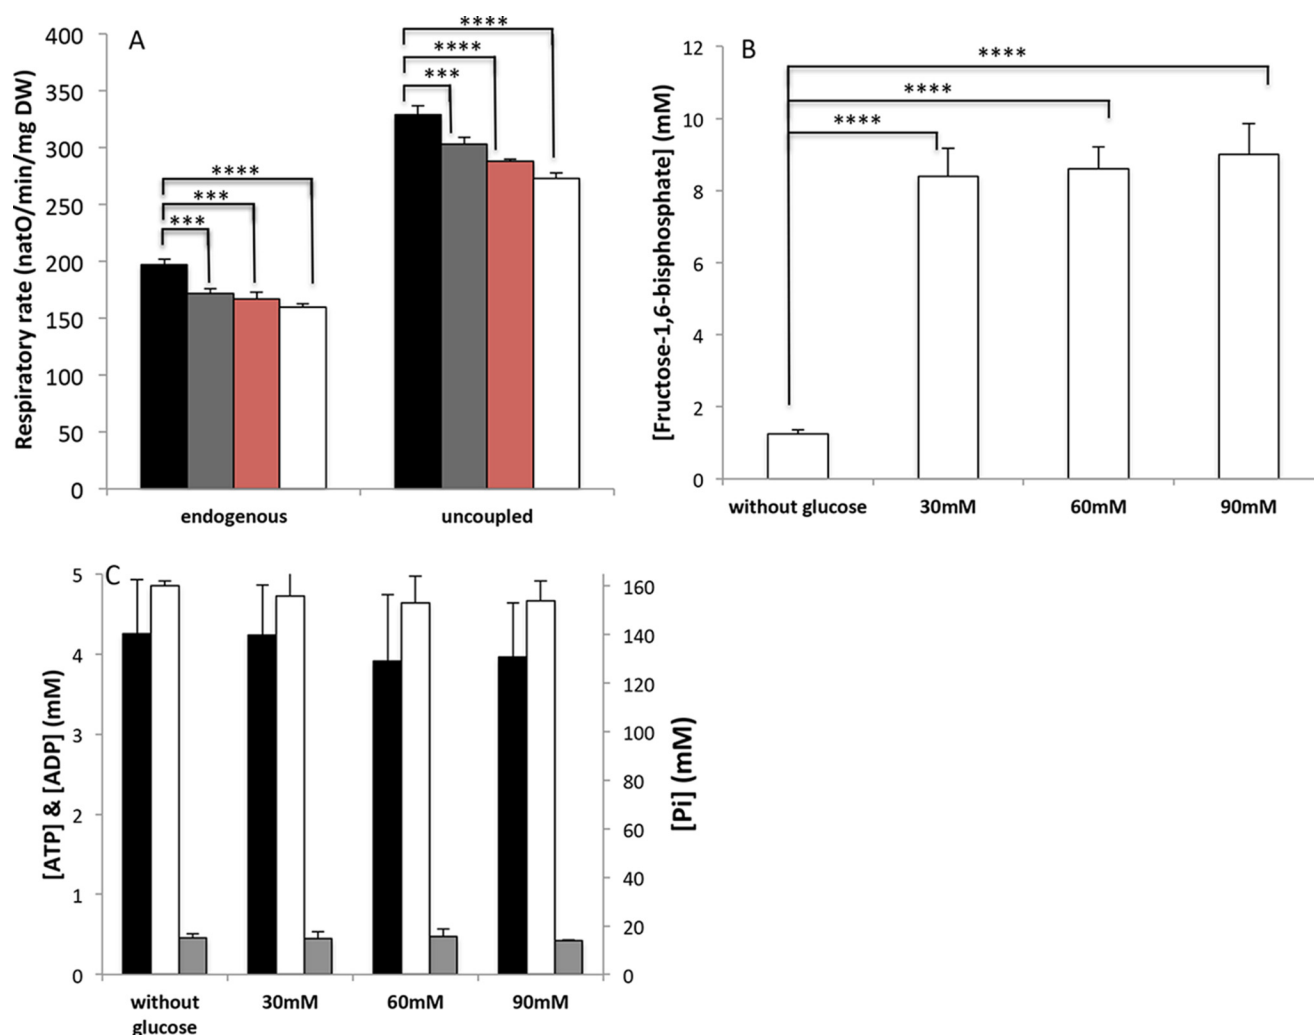 A
400
350
300
250
200
150
100
50
0
Respiratory rate (natO/min/mg DW)
****
***
***
****
****
***
endogenous
uncoupled
B
12
10
8
6
4
2
0
[Fructose-1,6-bisphosphate] (mM)
****
****
****
without glucose
30mM
60mM
90mM
C
5
4
3
2
1
0
[ATP] & [ADP] (mM)
160
140
120
100
80
60
40
20
0
[Pi] (mM)
without
glucose
30mM
60mM
90mM